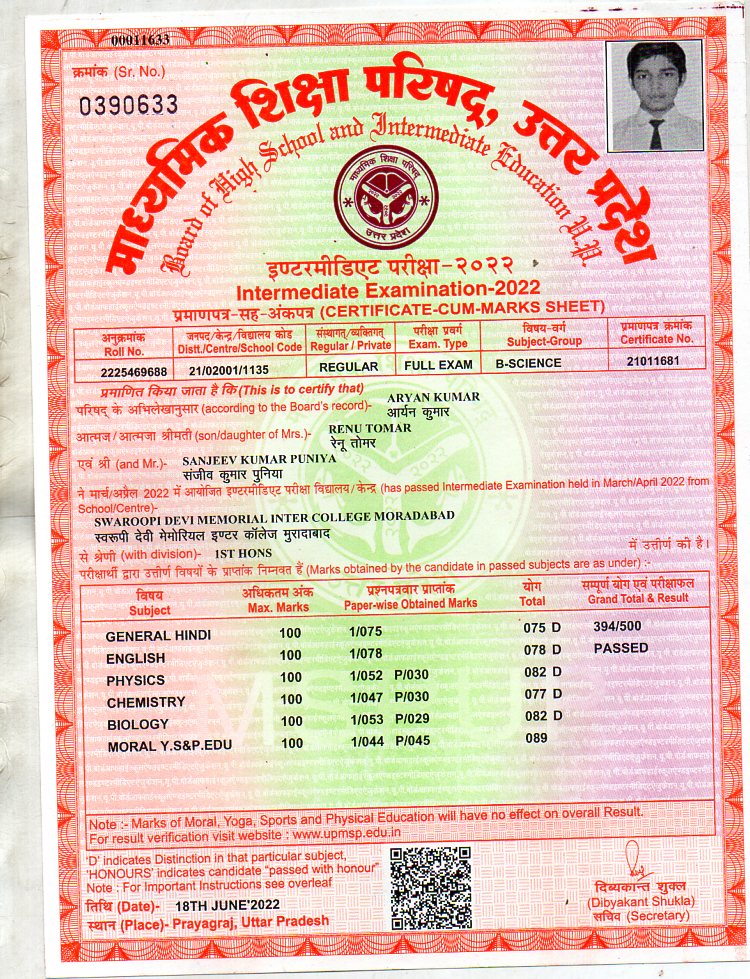 00011633
क्रमांक (Sr. No.)
0390633
माध्यमिक शिक्षा परिषद्, उत्तर प्रदेश
Board of High School and Intermediate Education U.P.
माध्यमिक शिक्षा परिषद्
उत्तर प्रदेश
इण्टरमीडिएट परीक्षा-२०२२
Intermediate Examination-2022
प्रमाणपत्र-सह-अंकपत्र (CERTIFICATE-CUM-MARKS SHEET)
अनुक्रमांक जनपद/केन्द्र/विद्यालय कोड संस्थागत/व्यक्तिगत परीक्षा प्रवर्ग विषय-वर्ग प्रमाणपत्र क्रमांक
Roll No. Distt./Centre/School Code Regular / Private Exam. Type Subject-Group Certificate No.
2225469688 21/02001/1135 REGULAR FULL EXAM B-SCIENCE 21011681
प्रमाणित किया जाता है कि (This is to certify that)
ARYAN KUMAR
परिषद् के अभिलेखानुसार (according to the Board's record)- आर्यन कुमार
RENU TOMAR
आत्मज/आत्मजा श्रीमती (son/daughter of Mrs.)- रेनू तोमर
एवं श्री (and Mr.)- SANJEEV KUMAR PUNIYA
संजीव कुमार पुनिया
ने मार्च/अप्रैल 2022 में आयोजित इण्टरमीडिएट परीक्षा विद्यालय/केन्द्र (has passed Intermediate Examination held in March/April 2022 from
School/Centre)-
SWAROOPI DEVI MEMORIAL INTER COLLEGE MORADABAD
स्वरुपी देवी मेमोरियल इण्टर कॉलेज मुरादाबाद
से श्रेणी (with division)- 1ST HONS में उत्तीर्ण की है।
परीक्षार्थी द्वारा उत्तीर्ण विषयों के प्राप्तांक निम्नवत हैं (Marks obtained by the candidate in passed subjects are as under) :-
विषय अधिकतम अंक प्रश्नपत्रवार प्राप्तांक योग सम्पूर्ण योग एवं परीक्षाफल
Subject Max. Marks Paper-wise Obtained Marks Total Grand Total & Result
GENERAL HINDI 100 1/075 075 D 394/500
ENGLISH 100 1/078 078 D PASSED
PHYSICS 100 1/052 P/030 082 D
CHEMISTRY 100 1/047 P/030 077 D
BIOLOGY 100 1/053 P/029 082 D
MORAL Y.S&P.EDU 100 1/044 P/045 089
Note :- Marks of Moral, Yoga, Sports and Physical Education will have no effect on overall Result.
For result verification visit website : www.upmsp.edu.in
'D' indicates Distinction in that particular subject,
'HONOURS' indicates candidate "passed with honour"
Note : For Important Instructions see overleaf
तिथि (Date)- 18TH JUNE'2022
स्थान (Place)- Prayagraj, Uttar Pradesh
दिब्यकान्त शुक्ल
(Dibyakant Shukla)
सचिव (Secretary)